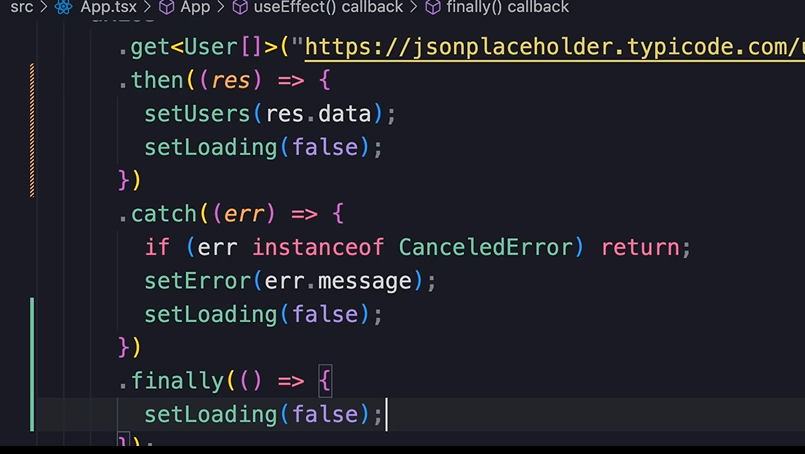 src > App.tsx > App > useEffect() callback > finally() callback
.get<User[]>("https://jsonplaceholder.typicode.com/u
.then((res) => {
setUsers(res.data);
setLoading(false);
})
.catch((err) => {
if (err instanceof CanceledError) return;
setError(err.message);
setLoading(false);
})
.finally(() => {
setLoading(false);
});